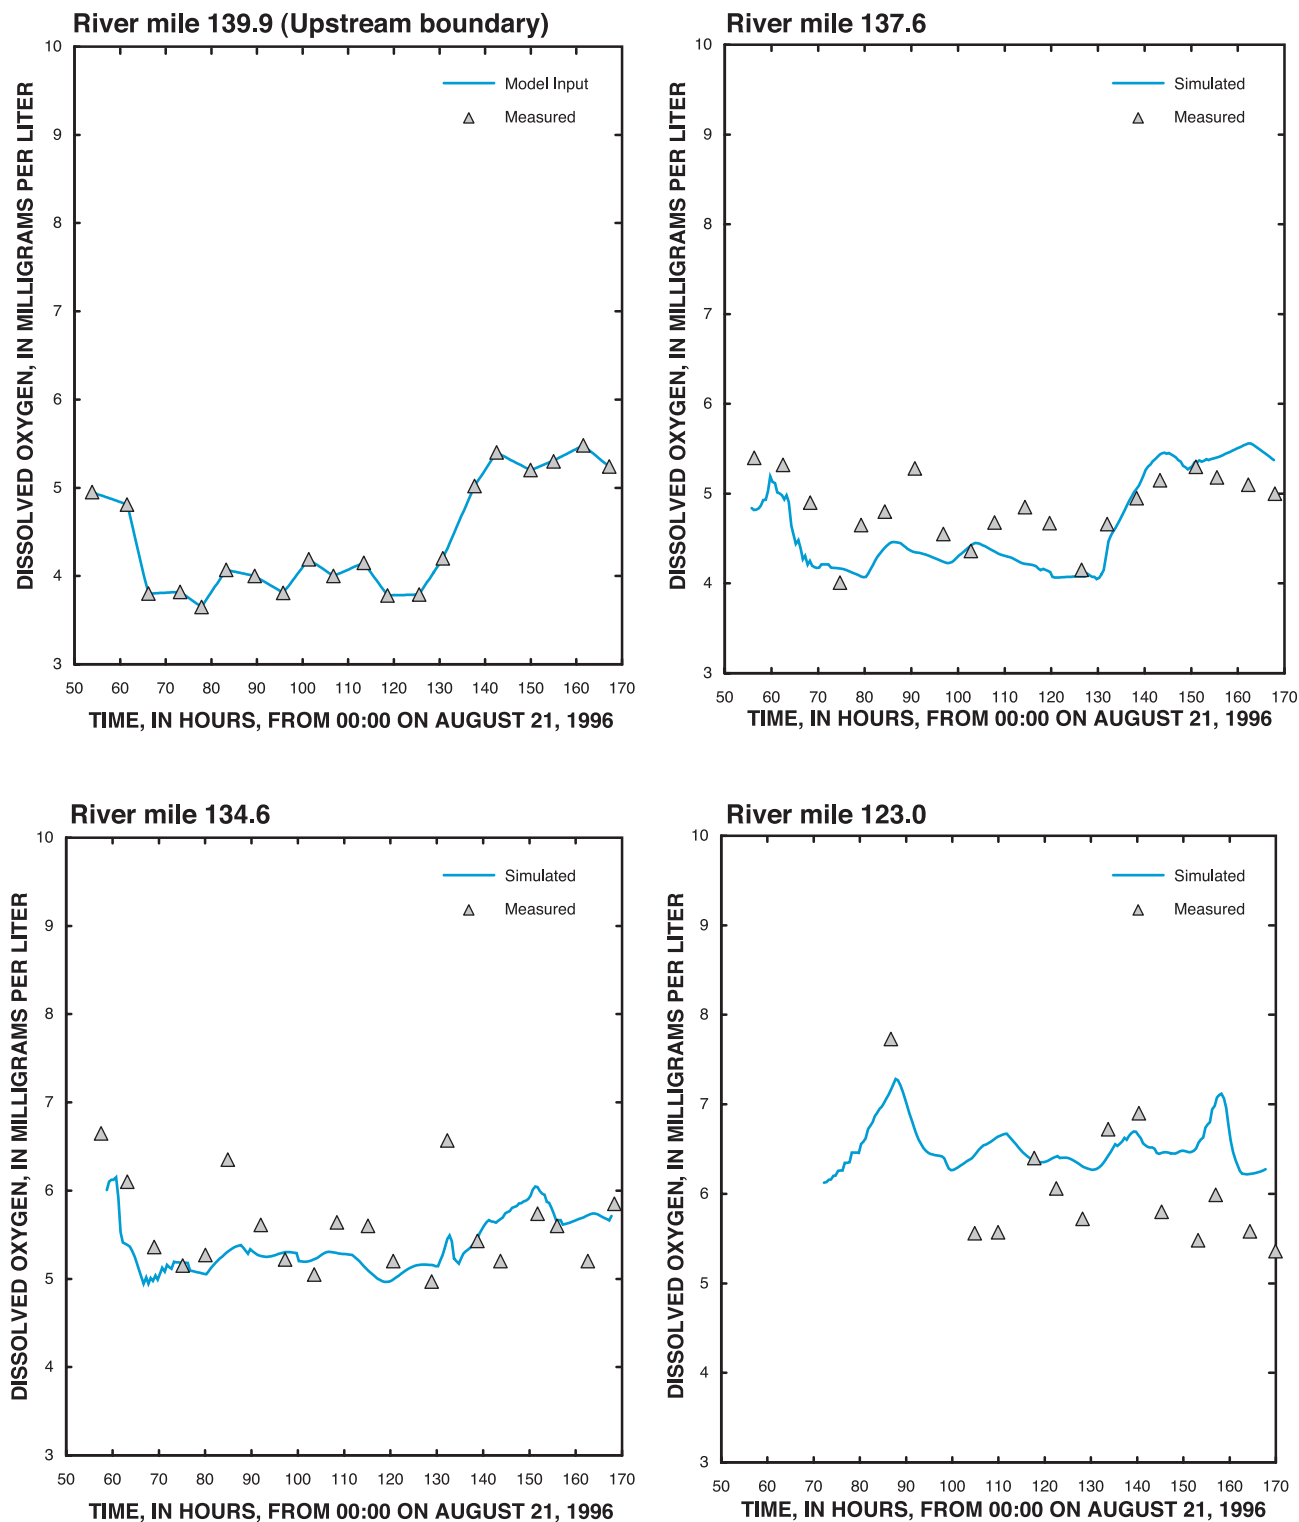 River mile 139.9 (Upstream boundary)
10
9
8
7
6
5
4
3
50 60 70 80 90 100 110 120 130 140 150 160 170
DISSOLVED OXYGEN, IN MILLIGRAMS PER LITER
TIME, IN HOURS, FROM 00:00 ON AUGUST 21, 1996
Model Input
Measured
River mile 137.6
10
9
8
7
6
5
4
3
50 60 70 80 90 100 110 120 130 140 150 160 170
DISSOLVED OXYGEN, IN MILLIGRAMS PER LITER
TIME, IN HOURS, FROM 00:00 ON AUGUST 21, 1996
Simulated
Measured
River mile 134.6
10
9
8
7
6
5
4
3
50 60 70 80 90 100 110 120 130 140 150 160 170
DISSOLVED OXYGEN, IN MILLIGRAMS PER LITER
TIME, IN HOURS, FROM 00:00 ON AUGUST 21, 1996
Simulated
Measured
River mile 123.0
10
9
8
7
6
5
4
3
50 60 70 80 90 100 110 120 130 140 150 160 170
DISSOLVED OXYGEN, IN MILLIGRAMS PER LITER
TIME, IN HOURS, FROM 00:00 ON AUGUST 21, 1996
Simulated
Measured